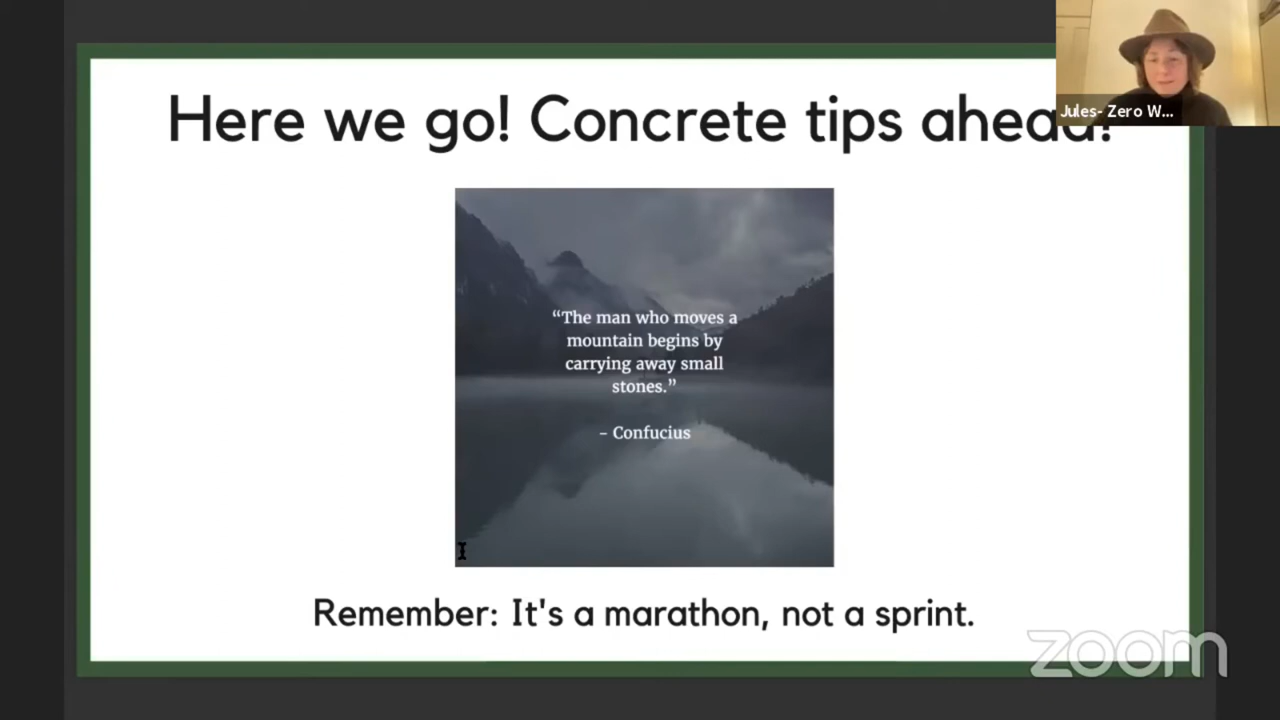 Here we go! Concrete tips ahead!
Jules- Zero W...
“The man who moves a
mountain begins by
carrying away small
stones.”
- Confucius
Remember: It's a marathon, not a sprint.
zoom